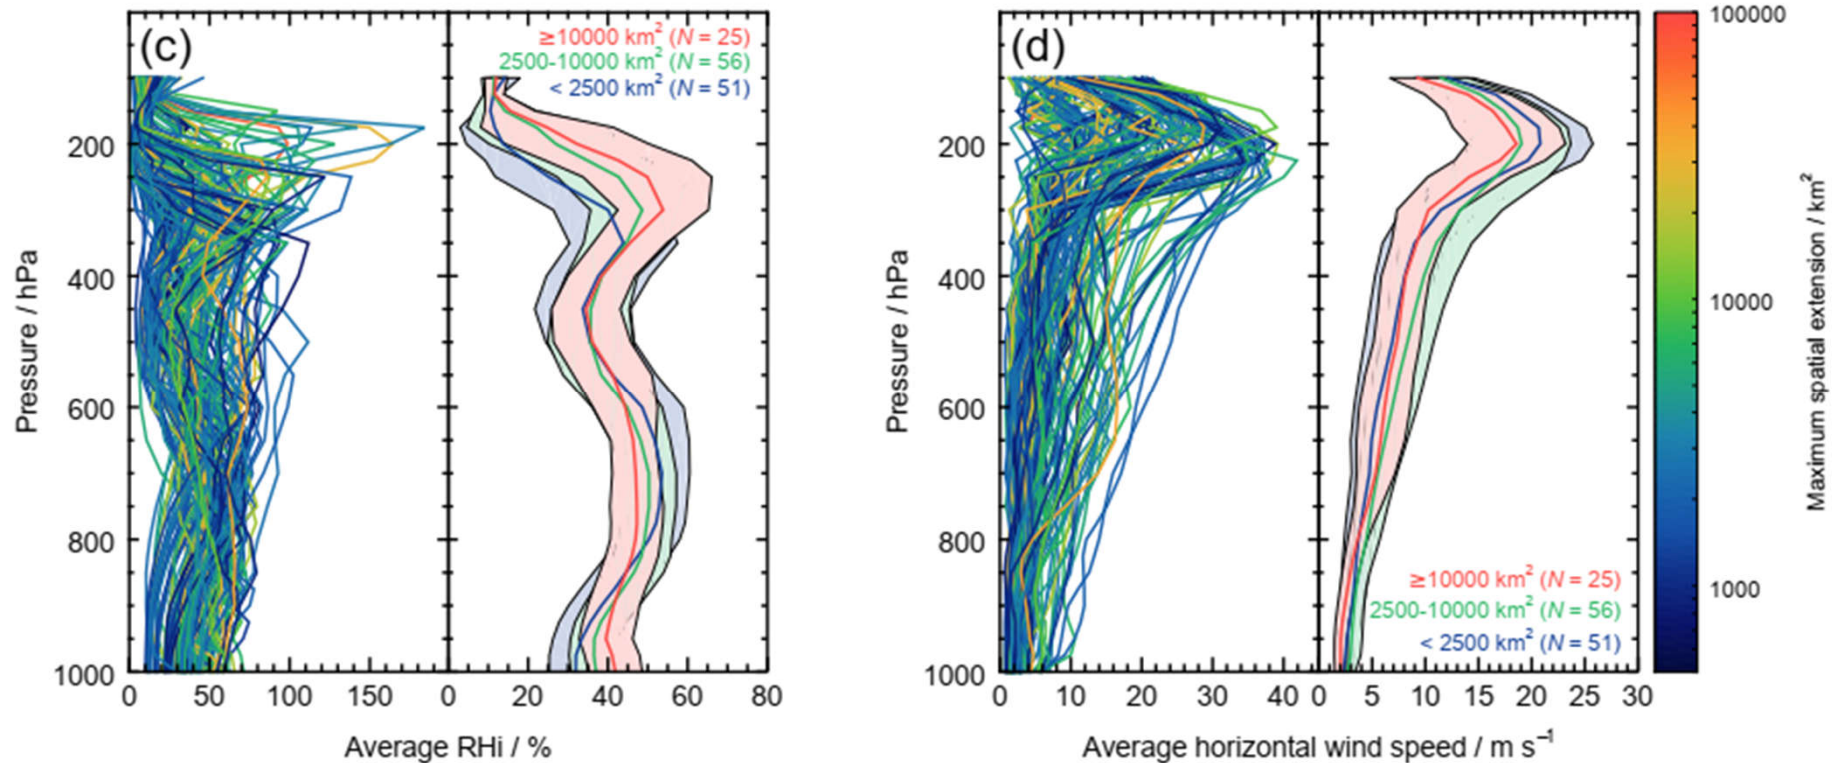 (c)
≥10000 km² (N = 25)
2500-10000 km² (N = 56)
< 2500 km² (N = 51)
Pressure / hPa
200
400
600
800
1000
0 50 100 150 0 20 40 60 80
Average RHi / %
(d)
Pressure / hPa
200
400
600
800
1000
≥10000 km² (N = 25)
2500-10000 km² (N = 56)
< 2500 km² (N = 51)
0 10 20 30 40 0 5 10 15 20 25 30
Average horizontal wind speed / m s⁻¹
100000
10000
1000
Maximum spatial extension / km²